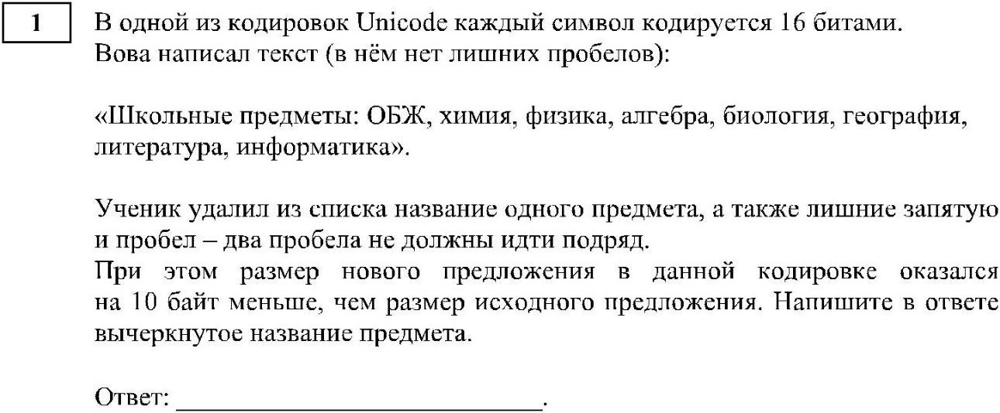 1
В одной из кодировок Unicode каждый символ кодируется 16 битами.
Вова написал текст (в нём нет лишних пробелов):
«Школьные предметы: ОБЖ, химия, физика, алгебра, биология, география,
литература, информатика».
Ученик удалил из списка название одного предмета, а также лишние запятую
и пробел – два пробела не должны идти подряд.
При этом размер нового предложения в данной кодировке оказался
на 10 байт меньше, чем размер исходного предложения. Напишите в ответе
вычеркнутое название предмета.
Ответ: ___________________________.